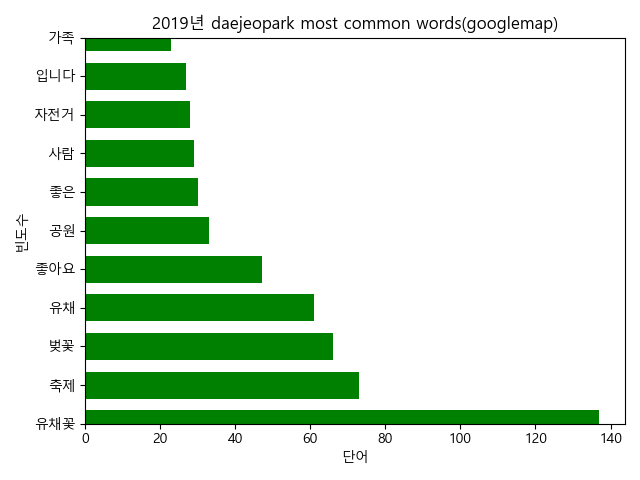 2019년 daejeopark most common words(googlemap)
가족
입니다
자전거
사람
좋은
공원
좋아요
유채
벚꽃
축제
유채꽃
빈도수
0 20 40 60 80 100 120 140
단어